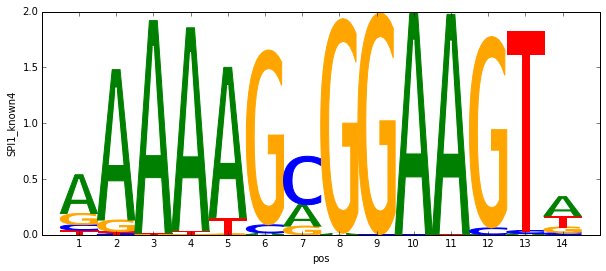 2.0
1.5
1.0
0.5
0.0
SPI1_known4
A A A A A G C G G A A G T A
G G T C A T
C G G
T
1 2 3 4 5 6 7 8 9 10 11 12 13 14
pos